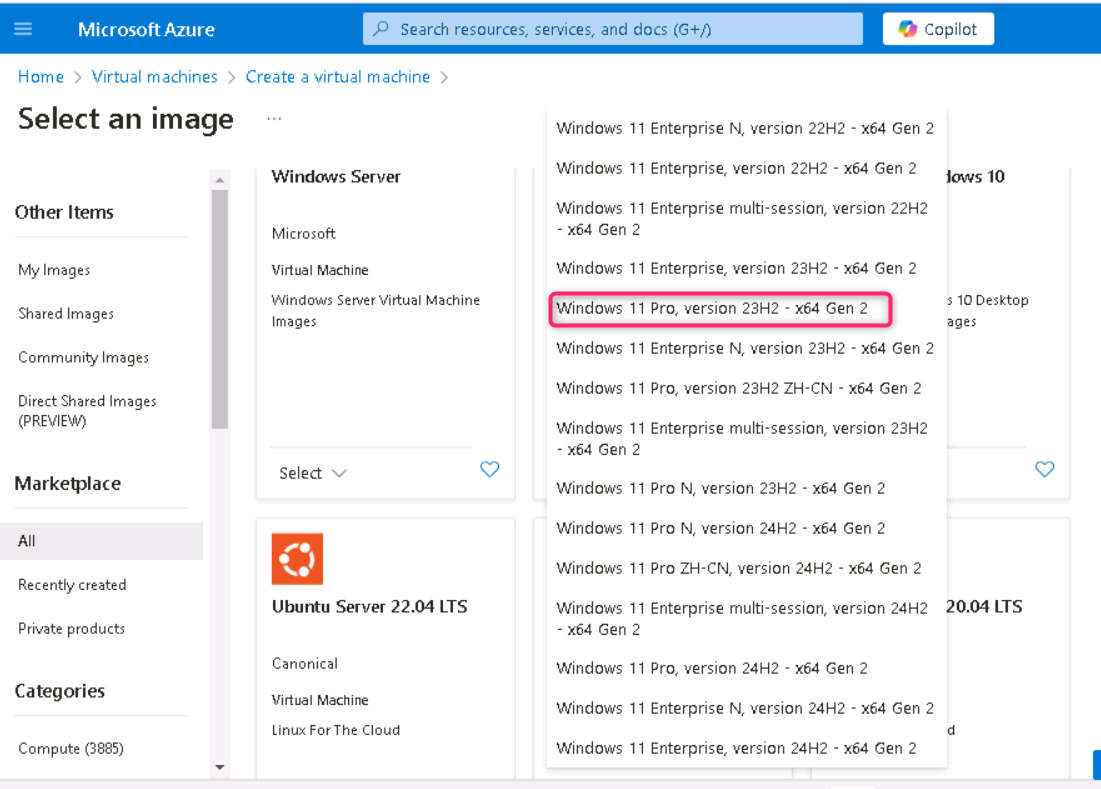 Microsoft Azure
Search resources, services, and docs (G+/)
Copilot
Home > Virtual machines > Create a virtual machine >
Select an image ...
Other Items
My Images
Shared Images
Community Images
Direct Shared Images
(PREVIEW)
Marketplace
All
Recently created
Private products
Categories
Compute (3885)
Windows Server
Microsoft
Virtual Machine
Windows Server Virtual Machine
Images
Select
Ubuntu Server 22.04 LTS
Canonical
Virtual Machine
Linux For The Cloud
Windows 11 Enterprise N, version 22H2 - x64 Gen 2
Windows 11 Enterprise, version 22H2 - x64 Gen 2
Windows 11 Enterprise multi-session, version 22H2
- x64 Gen 2
Windows 11 Enterprise, version 23H2 - x64 Gen 2
Windows 11 Pro, version 23H2 - x64 Gen 2
Windows 11 Enterprise N, version 23H2 - x64 Gen 2
Windows 11 Pro, version 23H2 ZH-CN - x64 Gen 2
Windows 11 Enterprise multi-session, version 23H2
- x64 Gen 2
Windows 11 Pro N, version 23H2 - x64 Gen 2
Windows 11 Pro N, version 24H2 - x64 Gen 2
Windows 11 Pro ZH-CN, version 24H2 - x64 Gen 2
Windows 11 Enterprise multi-session, version 24H2
- x64 Gen 2
Windows 11 Pro, version 24H2 - x64 Gen 2
Windows 11 Enterprise N, version 24H2 - x64 Gen 2
Windows 11 Enterprise, version 24H2 - x64 Gen 2
10
10 Desktop
20.04 LTS